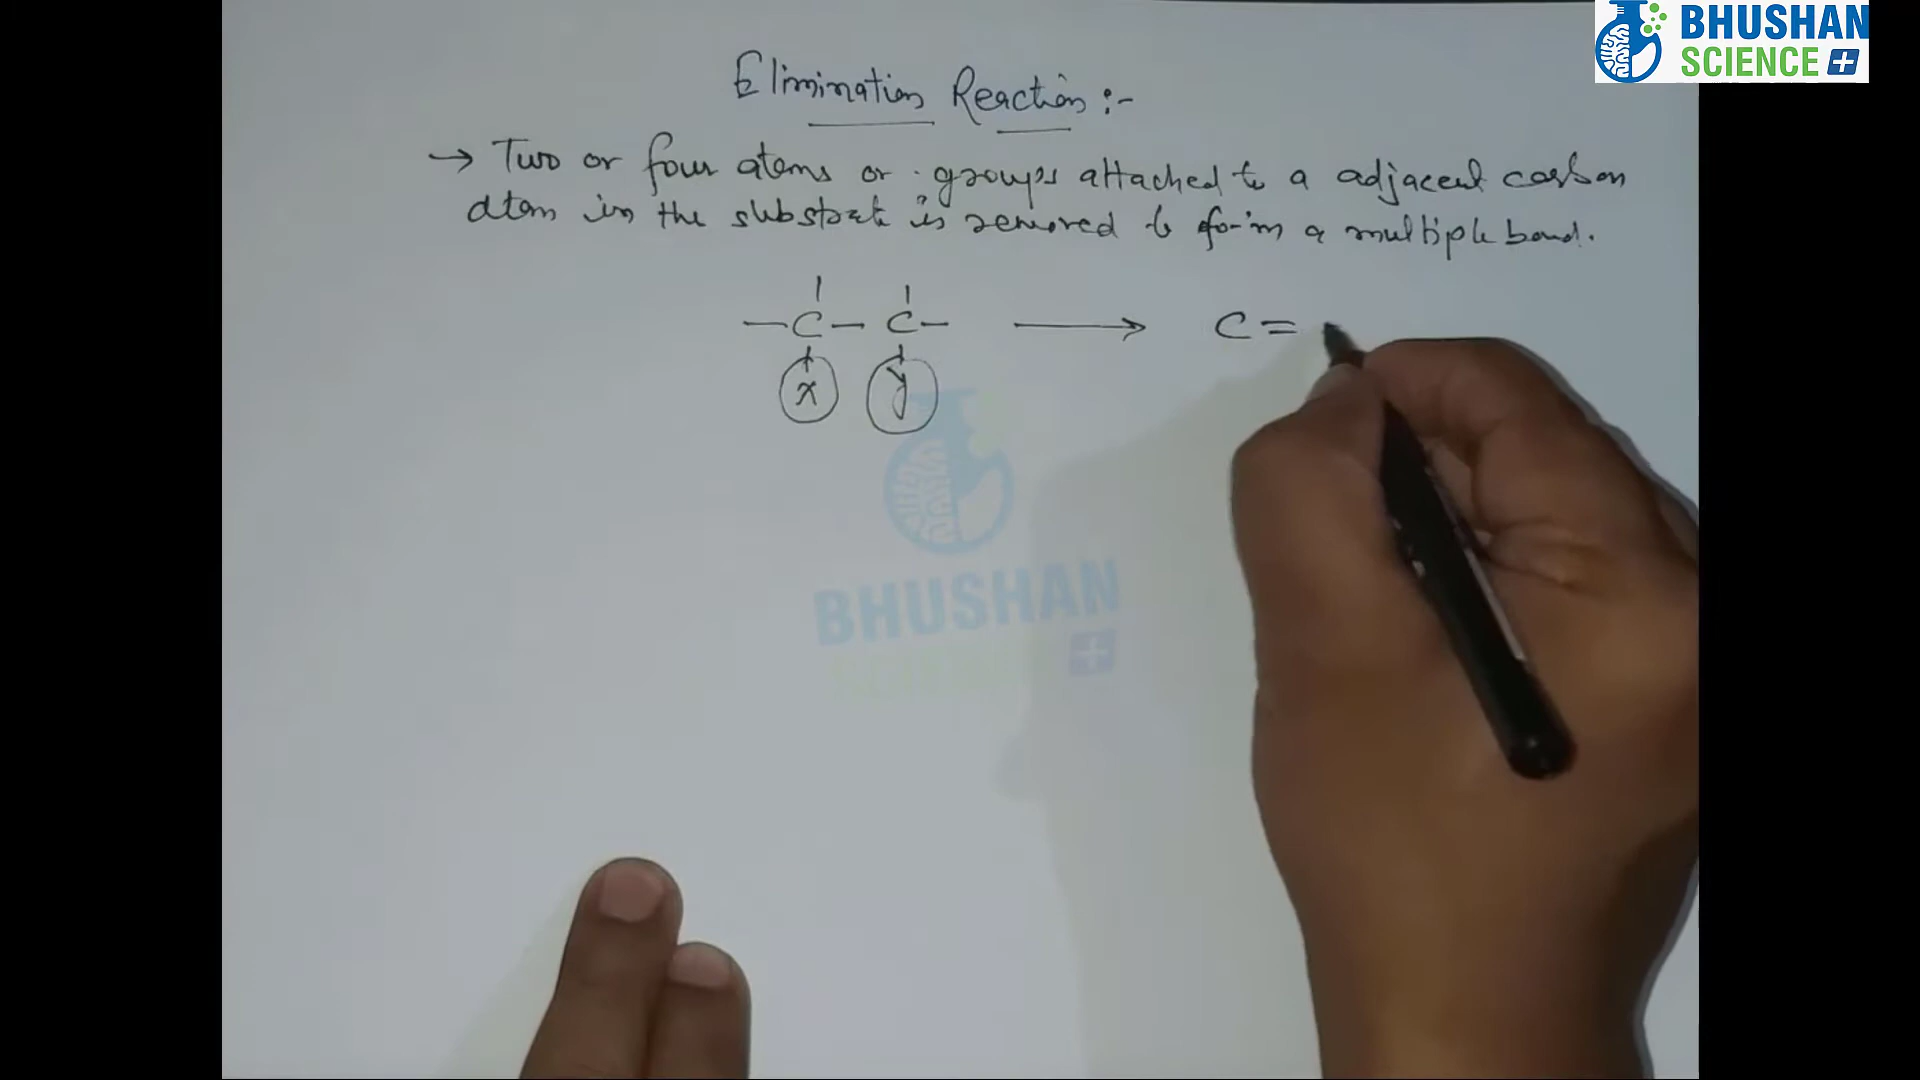 BHUSHAN
SCIENCE +
Elimination Reaction :-
→ Two or four atoms or groups attached to a adjacent carbon
atom in the substrate is removed to form a multiple bond.
— C — C — → C =
x y
BHUSHAN
SCIENCE +